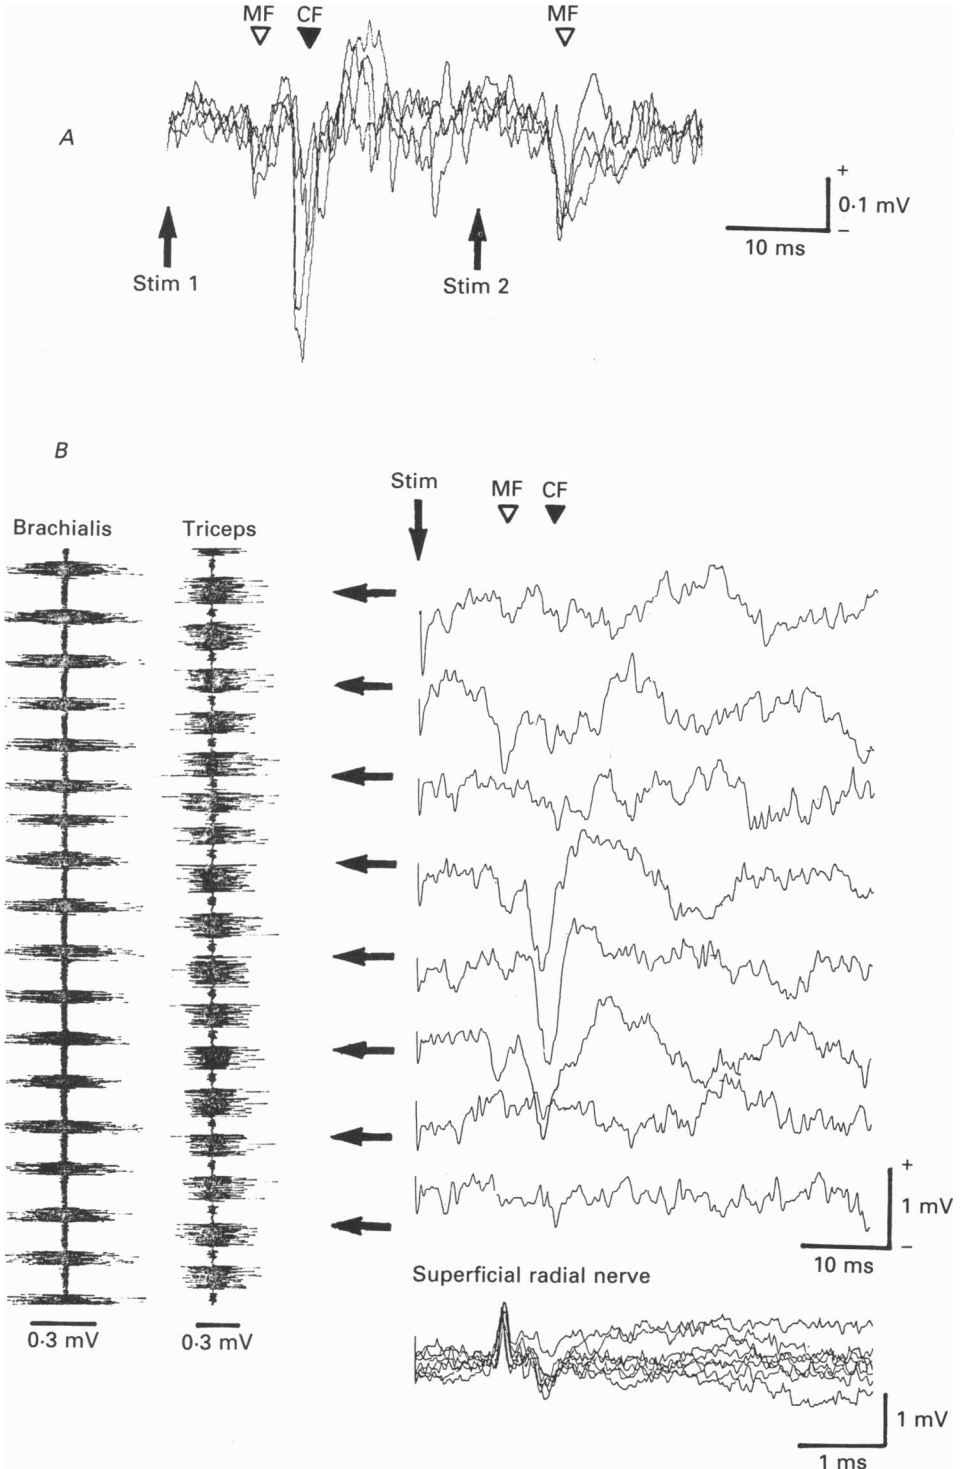 MF CF MF
A
+
0·1 mV
−
10 ms
Stim 1
Stim 2
B
Stim
MF CF
Brachialis Triceps
+
1 mV
−
10 ms
Superficial radial nerve
0·3 mV 0·3 mV
1 mV
1 ms